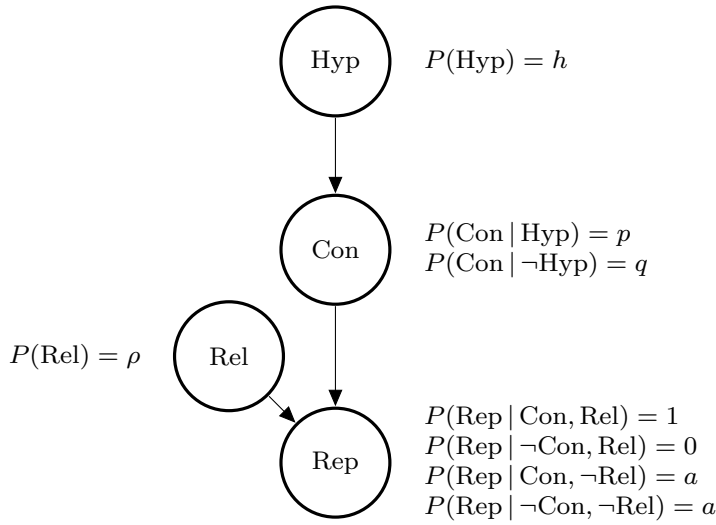 Hyp
P(Hyp) = h
Con
P(Con | Hyp) = p
P(Con | ¬Hyp) = q
P(Rel) = ρ
Rel
Rep
P(Rep | Con, Rel) = 1
P(Rep | ¬Con, Rel) = 0
P(Rep | Con, ¬Rel) = a
P(Rep | ¬Con, ¬Rel) = a